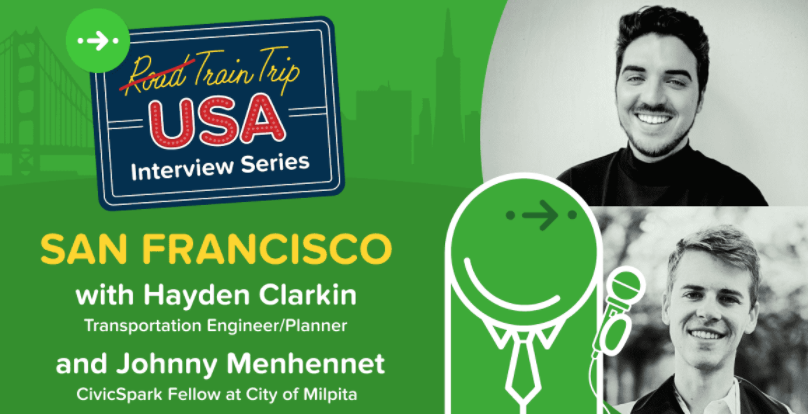 Road Train Trip
USA
Interview Series
SAN FRANCISCO
with Hayden Clarkin
Transportation Engineer/Planner
and Johnny Menhennet
CivicSpark Fellow at City of Milpita